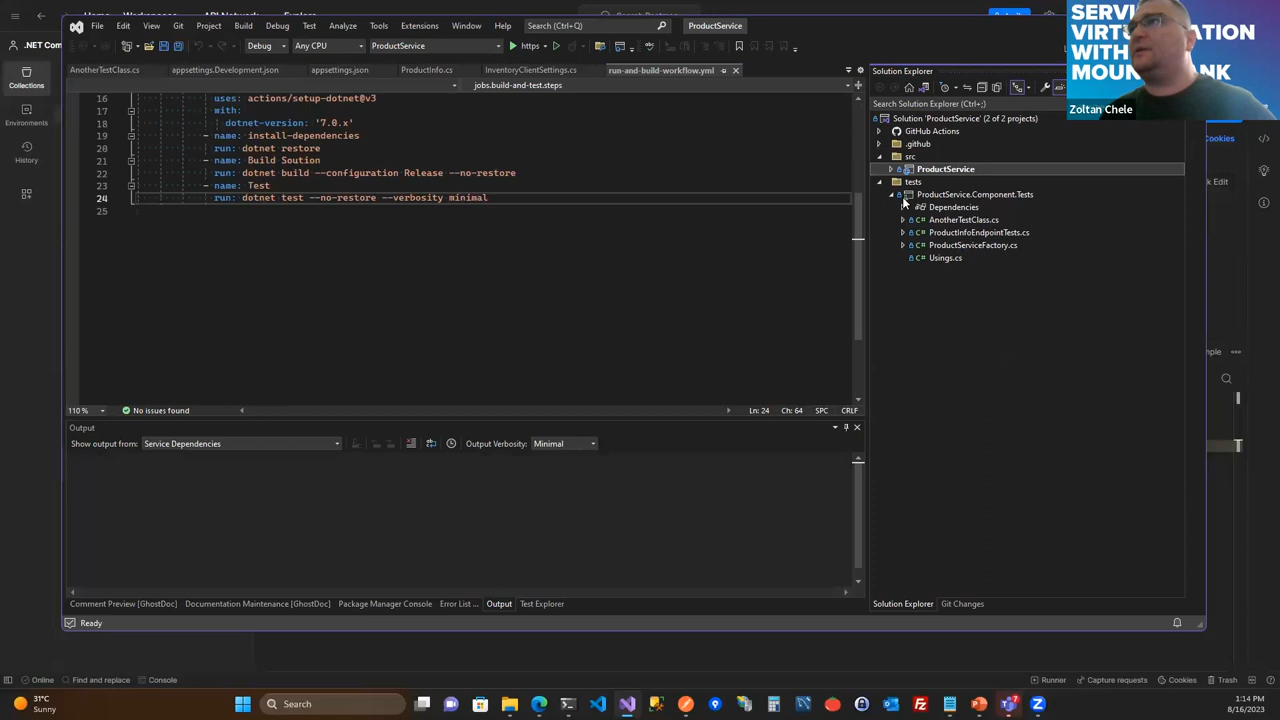 .NET Com
Collections
Environments
History
File
Edit
View
Git
Project
Build
Debug
Test
Analyze
Tools
Extensions
Window
Help
Search (Ctrl+Q)
ProductService
Debug
Any CPU
ProductService
https
AnotherTestClass.cs
appsettings.Development.json
appsettings.json
ProductInfo.cs
InventoryClientSettings.cs
run-and-build-workflow.yml
jobs.build-and-test.steps
16 uses: actions/setup-dotnet@v3
17 with:
18 dotnet-version: '7.0.x'
19 - name: install-dependencies
20 run: dotnet restore
21 - name: Build Soution
22 run: dotnet build --configuration Release --no-restore
23 - name: Test
24 run: dotnet test --no-restore --verbosity minimal
25
110 %
No issues found
Ln: 24
Ch: 64
SPC
CRLF
Output
Show output from:
Service Dependencies
Output Verbosity:
Minimal
Comment Preview [GhostDoc]
Documentation Maintenance [GhostDoc]
Package Manager Console
Error List ...
Output
Test Explorer
Ready
Solution Explorer
Search Solution Explorer (Ctrl+;)
Solution 'ProductService' (2 of 2 projects)
GitHub Actions
.github
src
ProductService
tests
ProductService.Component.Tests
Dependencies
AnotherTestClass.cs
ProductInfoEndpointTests.cs
ProductServiceFactory.cs
Usings.cs
Solution Explorer
Git Changes
Zoltan Chele
Cookies
Online
Find and replace
Console
Runner
Capture requests
Cookies
Trash
31°C
Sunny
Search
1:14 PM
8/16/2023